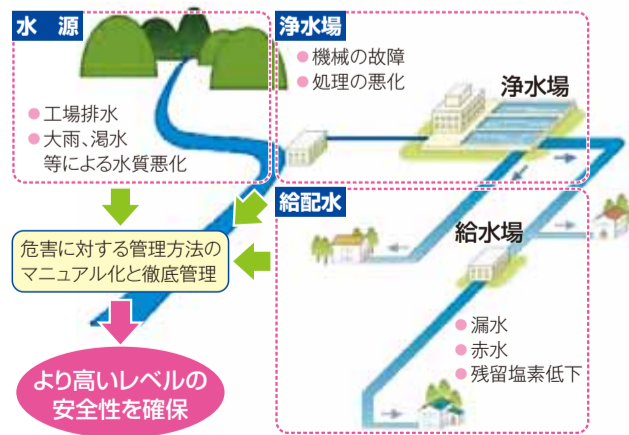 水 源
工場排水
大雨、渇水
等による水質悪化
浄水場
機械の故障
処理の悪化
浄水場
給配水
給水場
漏水
赤水
残留塩素低下
危害に対する管理方法の
マニュアル化と徹底管理
より高いレベルの
安全性を確保